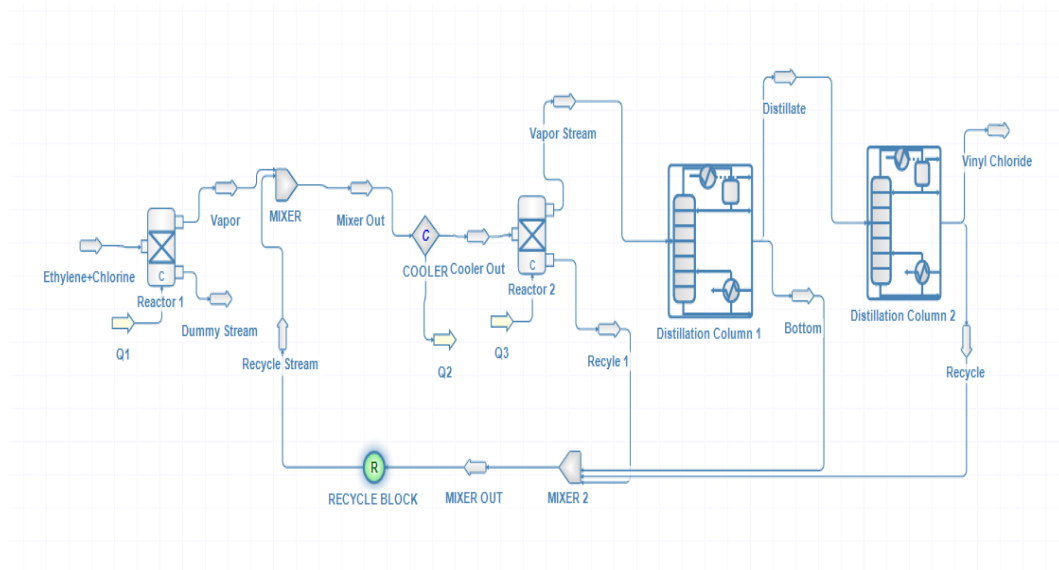 Distillate
Vapor Stream
Vinyl Chloride
Vapor
MIXER
Mixer Out
C
COOLER
Cooler Out
Ethylene+Chlorine
C
Reactor 1
C
Reactor 2
Dummy Stream
Q1
Recycle Stream
Q2
Q3
Recyle 1
Distillation Column 1
Bottom
Distillation Column 2
Recycle
R
RECYCLE BLOCK
MIXER OUT
MIXER 2